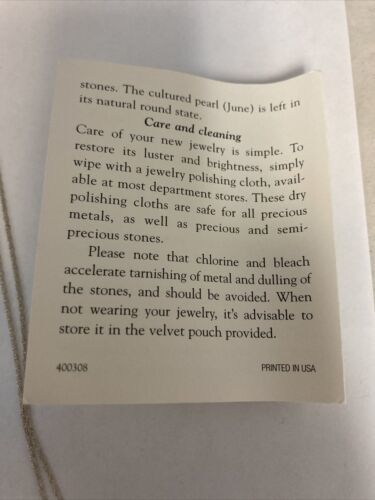 stones. The cultured pearl (June) is left in
its natural round state.
Care and cleaning
Care of your new jewelry is simple. To
restore its luster and brightness, simply
wipe with a jewelry polishing cloth, avail-
able at most department stores. These dry
polishing cloths are safe for all precious
metals, as well as precious and semi-
precious stones.
Please note that chlorine and bleach
accelerate tarnishing of metal and dulling of
the stones, and should be avoided. When
not wearing your jewelry, it's advisable to
store it in the velvet pouch provided.
400308 PRINTED IN USA